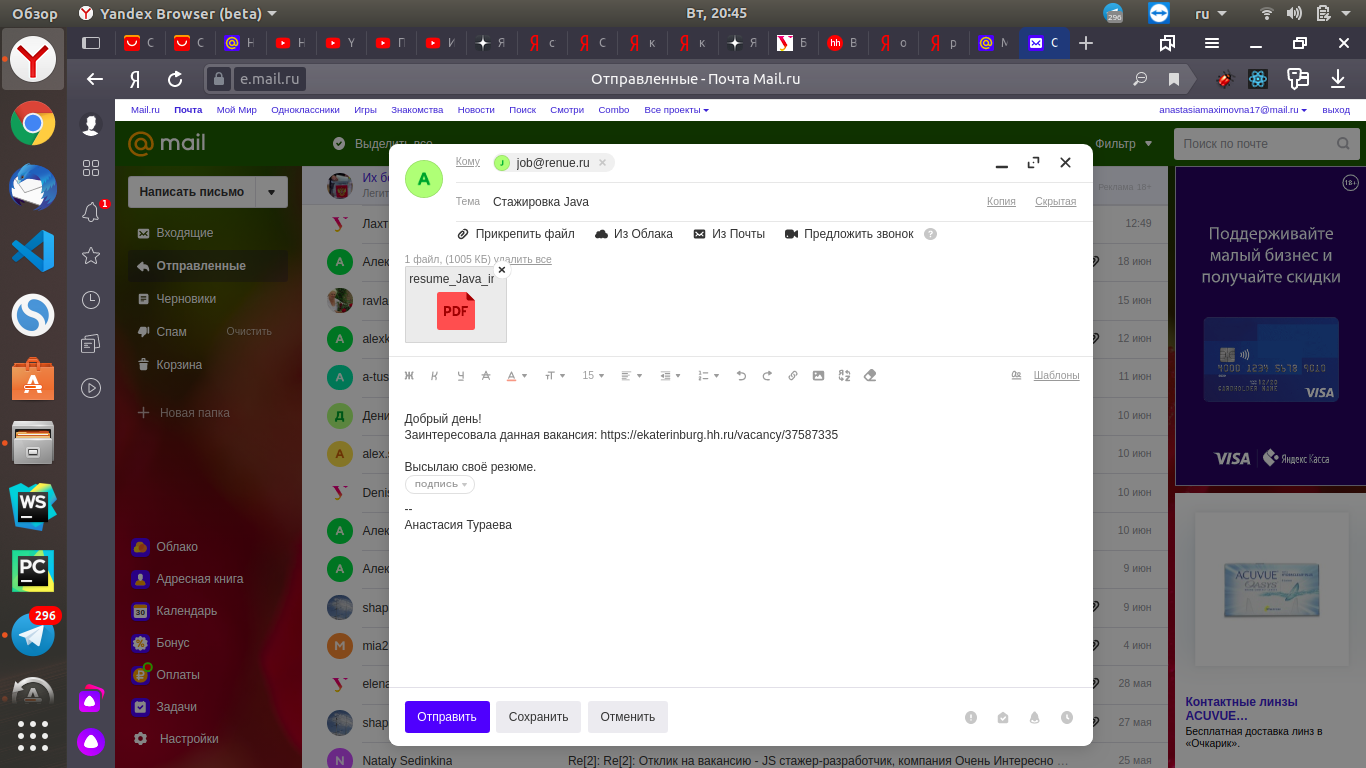 Обзор
Yandex Browser (beta)
Вт, 20:45
296
ru
e.mail.ru
Отправленные - Почта Mail.ru
Mail.ru
Почта
Мой Мир
Одноклассники
Игры
Знакомства
Новости
Поиск
Смотри
Combo
Все проекты
anastasiamaximovna17@mail.ru
выход
mail
Выделить все
Фильтр
Поиск по почте
Написать письмо
Входящие
Отправленные
Черновики
Спам
Очистить
Корзина
Новая папка
Облако
Адресная книга
Календарь
Бонус
Оплаты
Задачи
Настройки
Кому
job@renue.ru
Тема
Стажировка Java
Копия
Скрытая
Прикрепить файл
Из Облака
Из Почты
Предложить звонок
1 файл, (1005 КБ) удалить все
resume_Java_ir
PDF
15
Шаблоны
Добрый день!
Заинтересовала данная вакансия: https://ekaterinburg.hh.ru/vacancy/37587335
Высылаю своё резюме.
подпись
--
Анастасия Тураева
Отправить
Сохранить
Отменить
Реклама 18+
12:49
18 июн
15 июн
12 июн
11 июн
10 июн
10 июн
10 июн
10 июн
9 июн
9 июн
4 июн
28 мая
27 мая
Nataly Sedinkina
Re[2]: Re[2]: Отклик на вакансию - JS стажер-разработчик, компания Очень Интересно ...
25 мая
18+
Поддерживайте
малый бизнес и
получайте скидки
VISA
VISA
Яндекс Касса
ACUVUE
Контактные линзы
ACUVUE…
Бесплатная доставка линз в
«Очкарик».
WS
PC
296